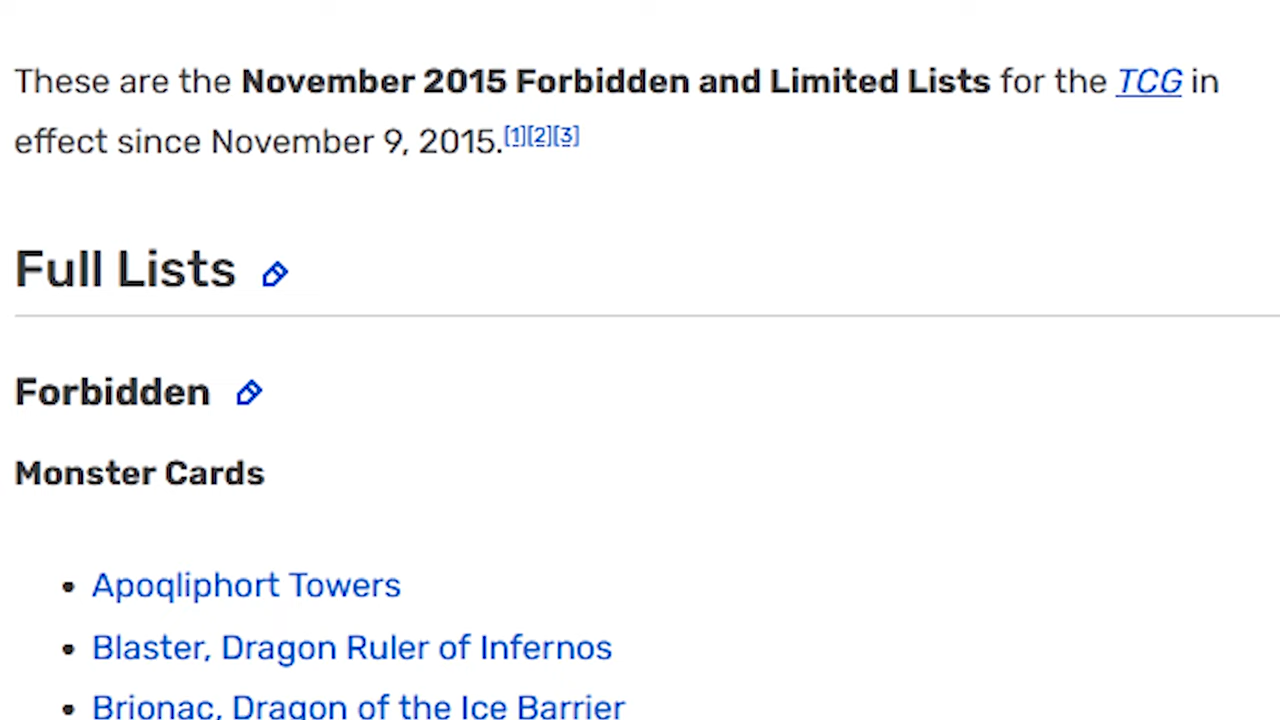 These are the November 2015 Forbidden and Limited Lists for the TCG in
effect since November 9, 2015.[1][2][3]
Full Lists
Forbidden
Monster Cards
Apoqliphort Towers
Blaster, Dragon Ruler of Infernos
Brionac, Dragon of the Ice Barrier